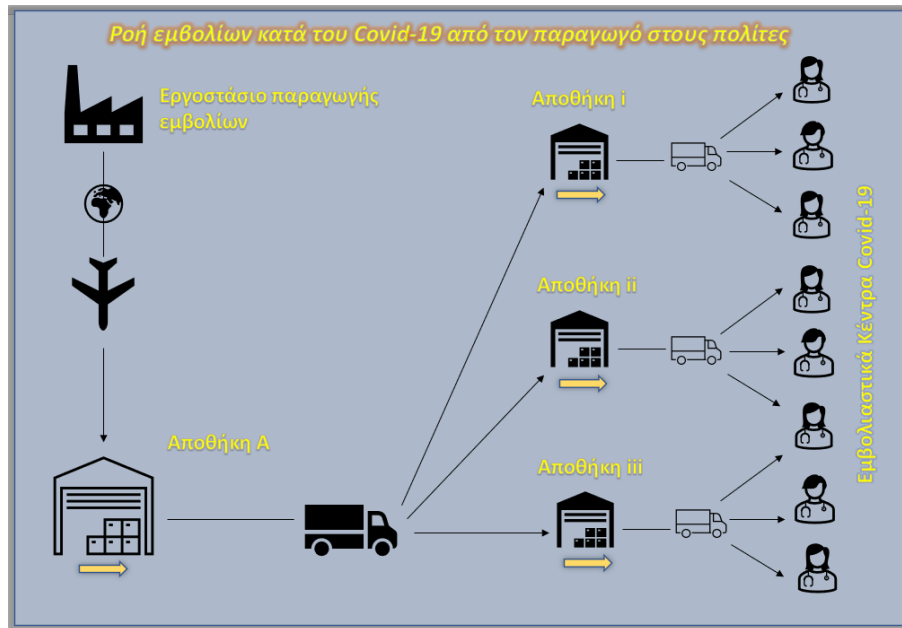 Ροή εμβολίων κατά του Covid-19 από τον παραγωγό στους πολίτες
Εργοστάσιο παραγωγής
εμβολίων
Αποθήκη i
Αποθήκη ii
Αποθήκη Α
Αποθήκη iii
Εμβολιαστικά Κέντρα Covid-19